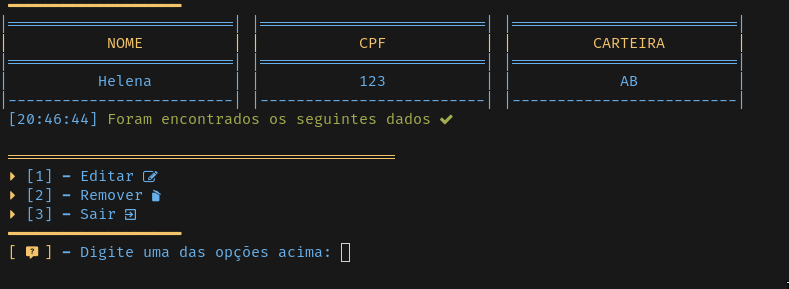 NOME CPF CARTEIRA
Helena 123 AB
[20:46:44] Foram encontrados os seguintes dados ✔
[1] - Editar
[2] - Remover
[3] - Sair
[ ? ] - Digite uma das opções acima: